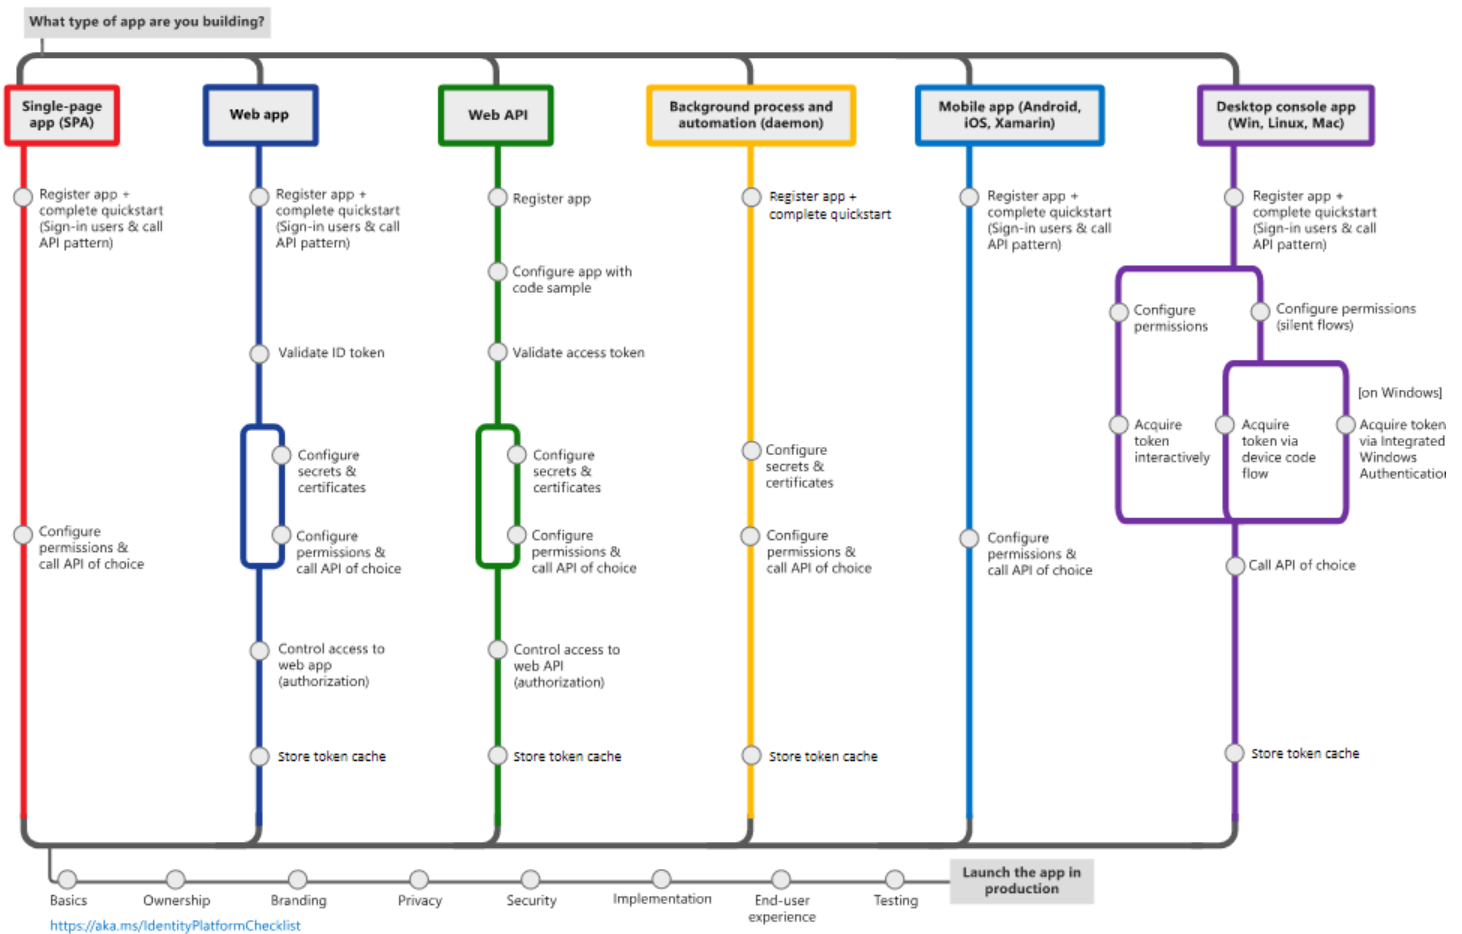 What type of app are you building?
Single-page
app (SPA)
Web app
Web API
Background process and
automation (daemon)
Mobile app (Android,
iOS, Xamarin)
Desktop console app
(Win, Linux, Mac)
Register app +
complete quickstart
(Sign-in users & call
API pattern)
Configure
permissions &
call API of choice
Register app +
complete quickstart
(Sign-in users & call
API pattern)
Validate ID token
Configure
secrets &
certificates
Configure
permissions &
call API of choice
Control access to
web app
(authorization)
Store token cache
Register app
Configure app with
code sample
Validate access token
Configure
secrets &
certificates
Configure
permissions &
call API of choice
Control access to
web API
(authorization)
Store token cache
Register app +
complete quickstart
Configure
secrets &
certificates
Configure
permissions &
call API of choice
Store token cache
Register app +
complete quickstart
(Sign-in users & call
API pattern)
Configure
permissions &
call API of choice
Register app +
complete quickstart
(Sign-in users & call
API pattern)
Configure
permissions
Configure permissions
(silent flows)
[on Windows]
Acquire
token
interactively
Acquire
token via
device code
flow
Acquire token
via Integrated
Windows
Authentication
Call API of choice
Store token cache
Basics
Ownership
Branding
Privacy
Security
Implementation
End-user
experience
Testing
Launch the app in
production
https://aka.ms/IdentityPlatformChecklist